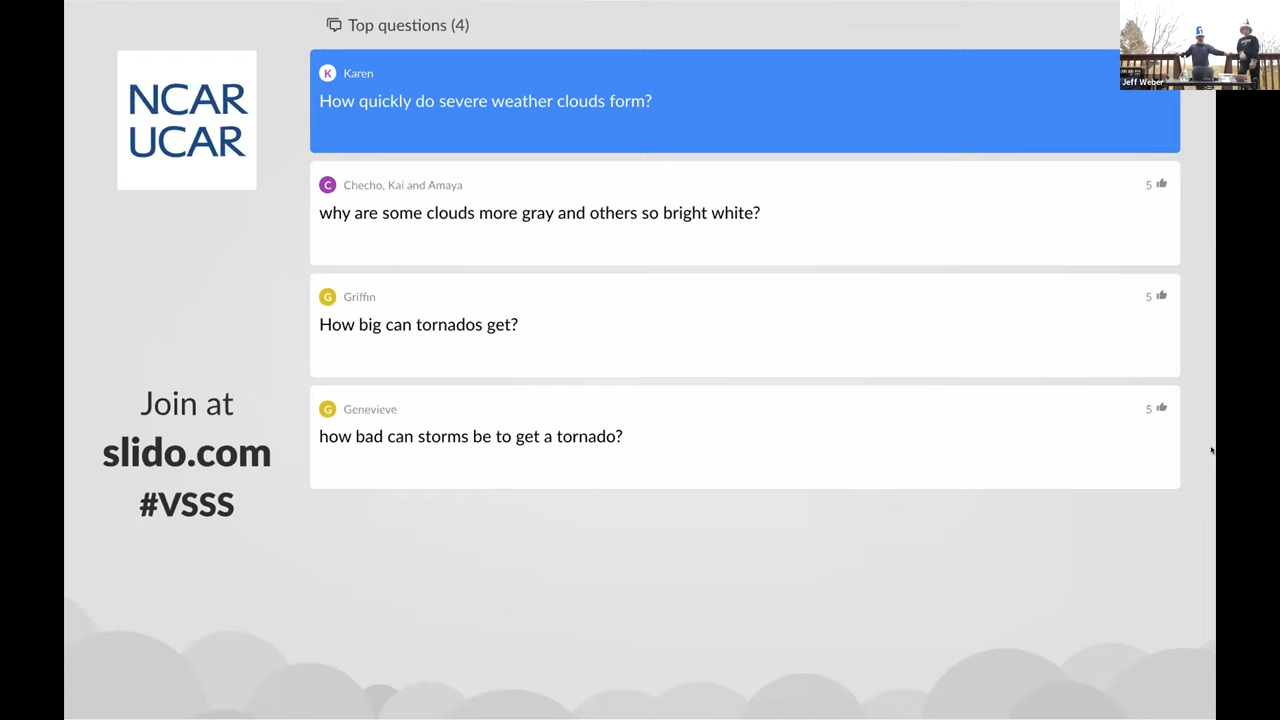 Top questions (4)
NCAR
UCAR
K Karen
How quickly do severe weather clouds form?
Jeff Weber
C Checho, Kai and Amaya 5
why are some clouds more gray and others so bright white?
G Griffin 5
How big can tornados get?
G Genevieve 5
how bad can storms be to get a tornado?
Join at
slido.com
#VSSS